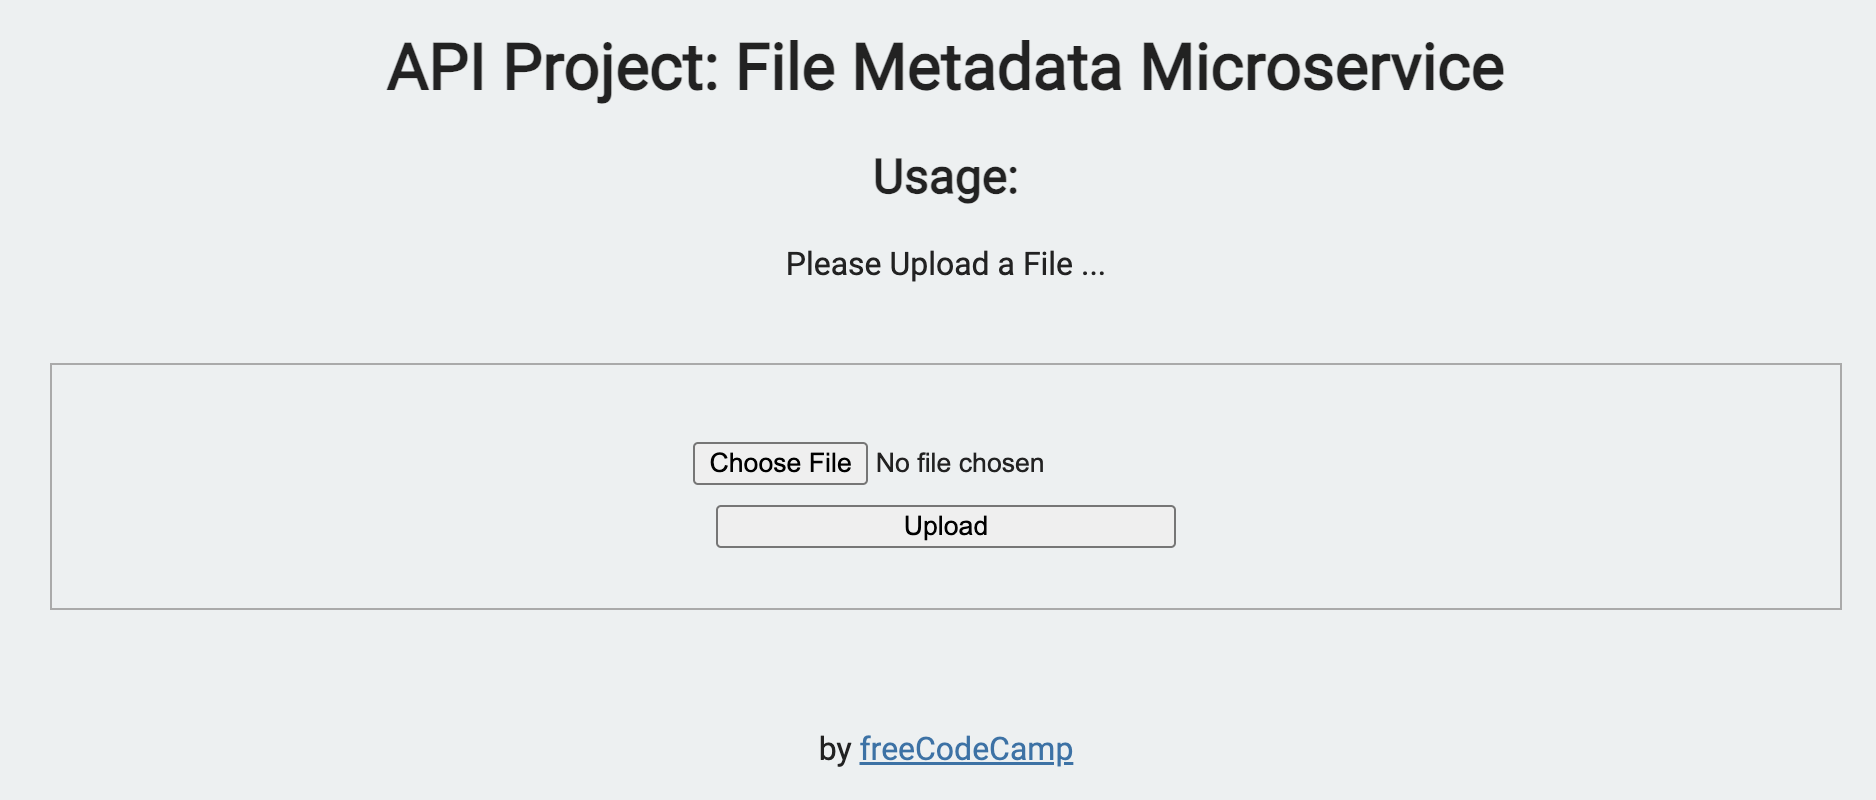 API Project: File Metadata Microservice
Usage:
Please Upload a File ...
Choose File No file chosen
Upload
by freeCodeCamp